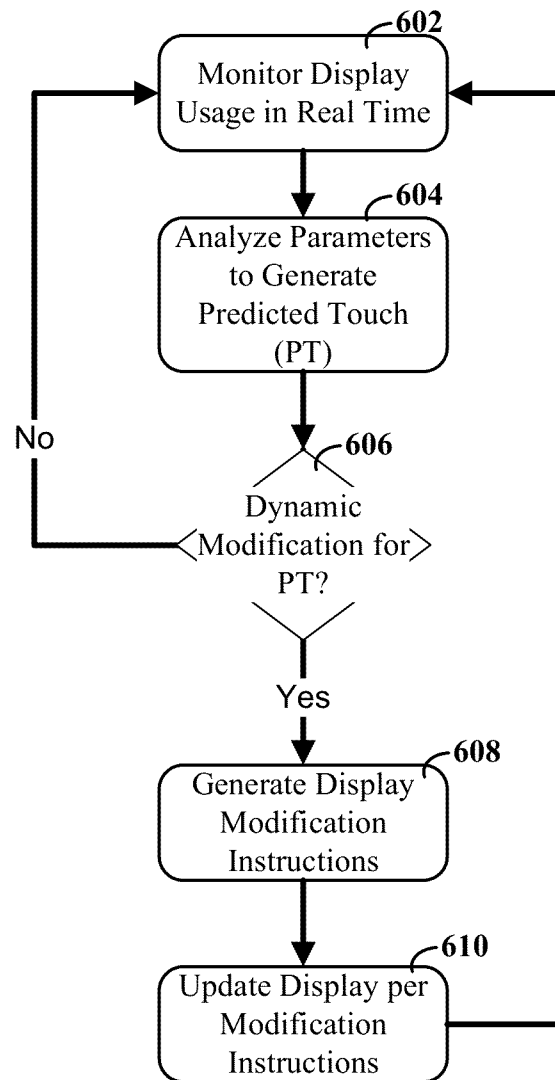 602
Monitor Display
Usage in Real Time
604
Analyze Parameters
to Generate
Predicted Touch
(PT)
No
606
Dynamic
Modification for
PT?
Yes
608
Generate Display
Modification
Instructions
610
Update Display per
Modification
Instructions